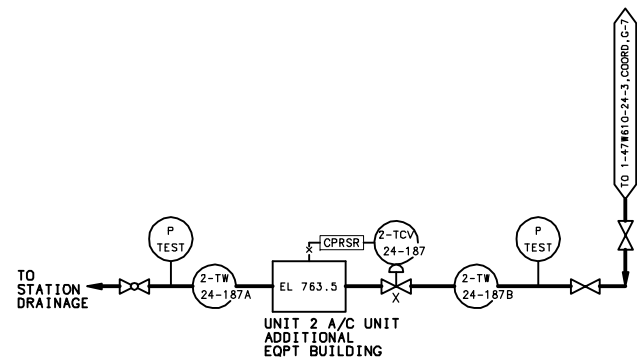 TO 1-47W610-24-3,COORD,G-7
P
TEST
CPRSR
2-TCV
24-187
P
TEST
TO
STATION
DRAINAGE
2-TW
24-187A
EL 763.5
X
X
2-TW
24-187B
UNIT 2 A/C UNIT
ADDITIONAL
EQPT BUILDING